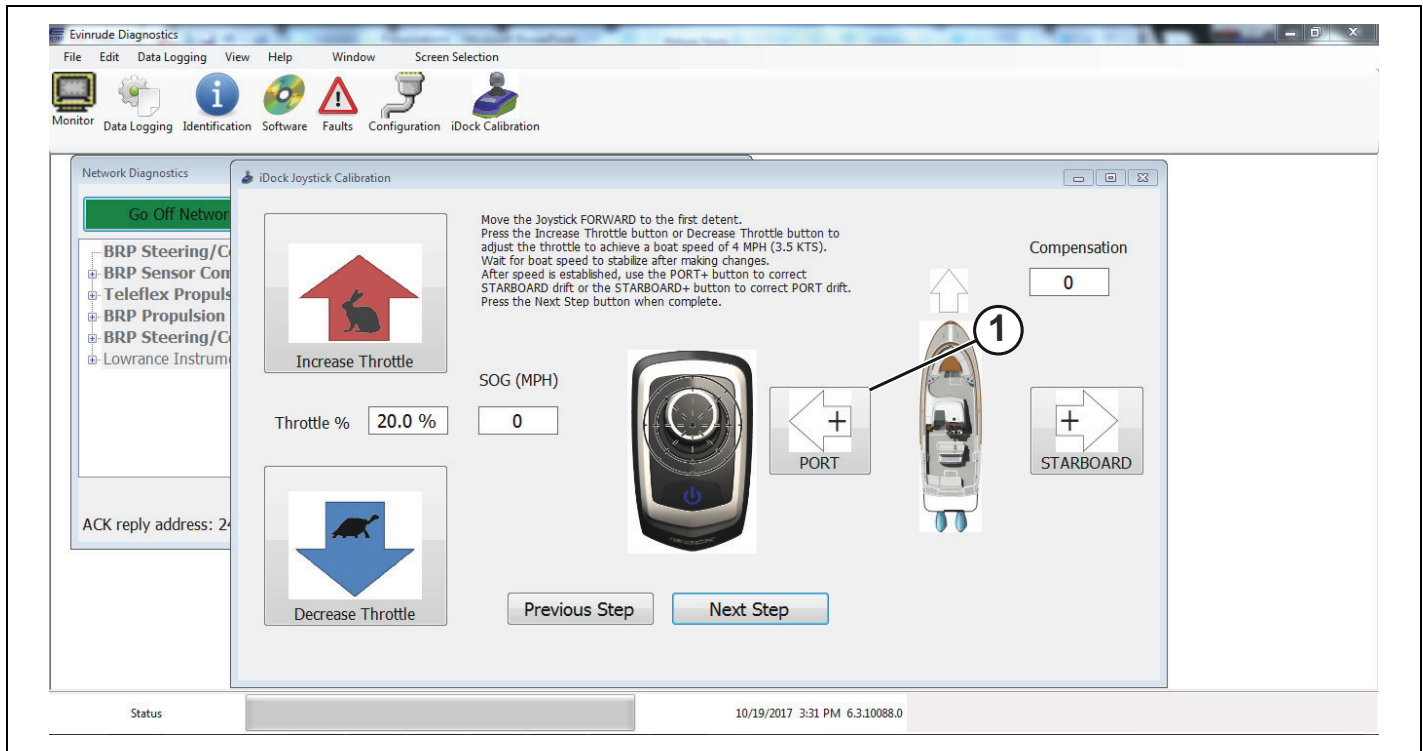 Evinrude Diagnostics
File Edit Data Logging View Help Window Screen Selection
Monitor Data Logging Identification Software Faults Configuration iDock Calibration
Network Diagnostics
Go Off Networ
BRP Steering/C
BRP Sensor Con
Teleflex Propuls
BRP Propulsion
BRP Steering/C
Lowrance Instrum
ACK reply address: 24
iDock Joystick Calibration
Increase Throttle
Throttle % 20.0 %
Decrease Throttle
Move the Joystick FORWARD to the first detent.
Press the Increase Throttle button or Decrease Throttle button to
adjust the throttle to achieve a boat speed of 4 MPH (3.5 KTS).
Wait for boat speed to stabilize after making changes.
After speed is established, use the PORT+ button to correct
STARBOARD drift or the STARBOARD+ button to correct PORT drift.
Press the Next Step button when complete.
SOG (MPH)
0
Compensation
0
1
+
PORT
+
STARBOARD
Previous Step Next Step
Status 10/19/2017 3:31 PM 6.3.10088.0